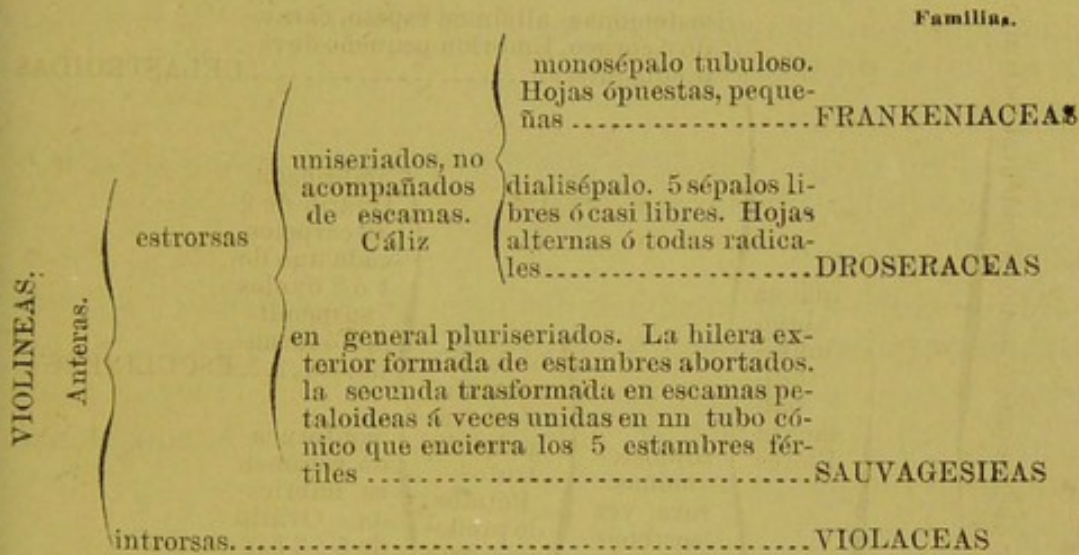 Familias.
VIOLINEAS.
Anteras.
estrorsas
uniseriados, no
acompañados
de escamas.
Cáliz
monosépalo tubuloso.
Hojas ópuestas, peque-
ñas ..................FRANKENIACEAS
dialisépalo. 5 sépalos li-
bres ó casi libres. Hojas
alternas ó todas radica-
les....................DROSERACEAS
en general pluriseriados. La hilera ex-
terior formada de estambres abortados.
la secunda trasformada en escamas pe-
taloideas á veces unidas en nn tubo có-
nico que encierra los 5 estambres fér-
tiles .................................SAUVAGESIEAS
introrsas..............................................VIOLACEAS